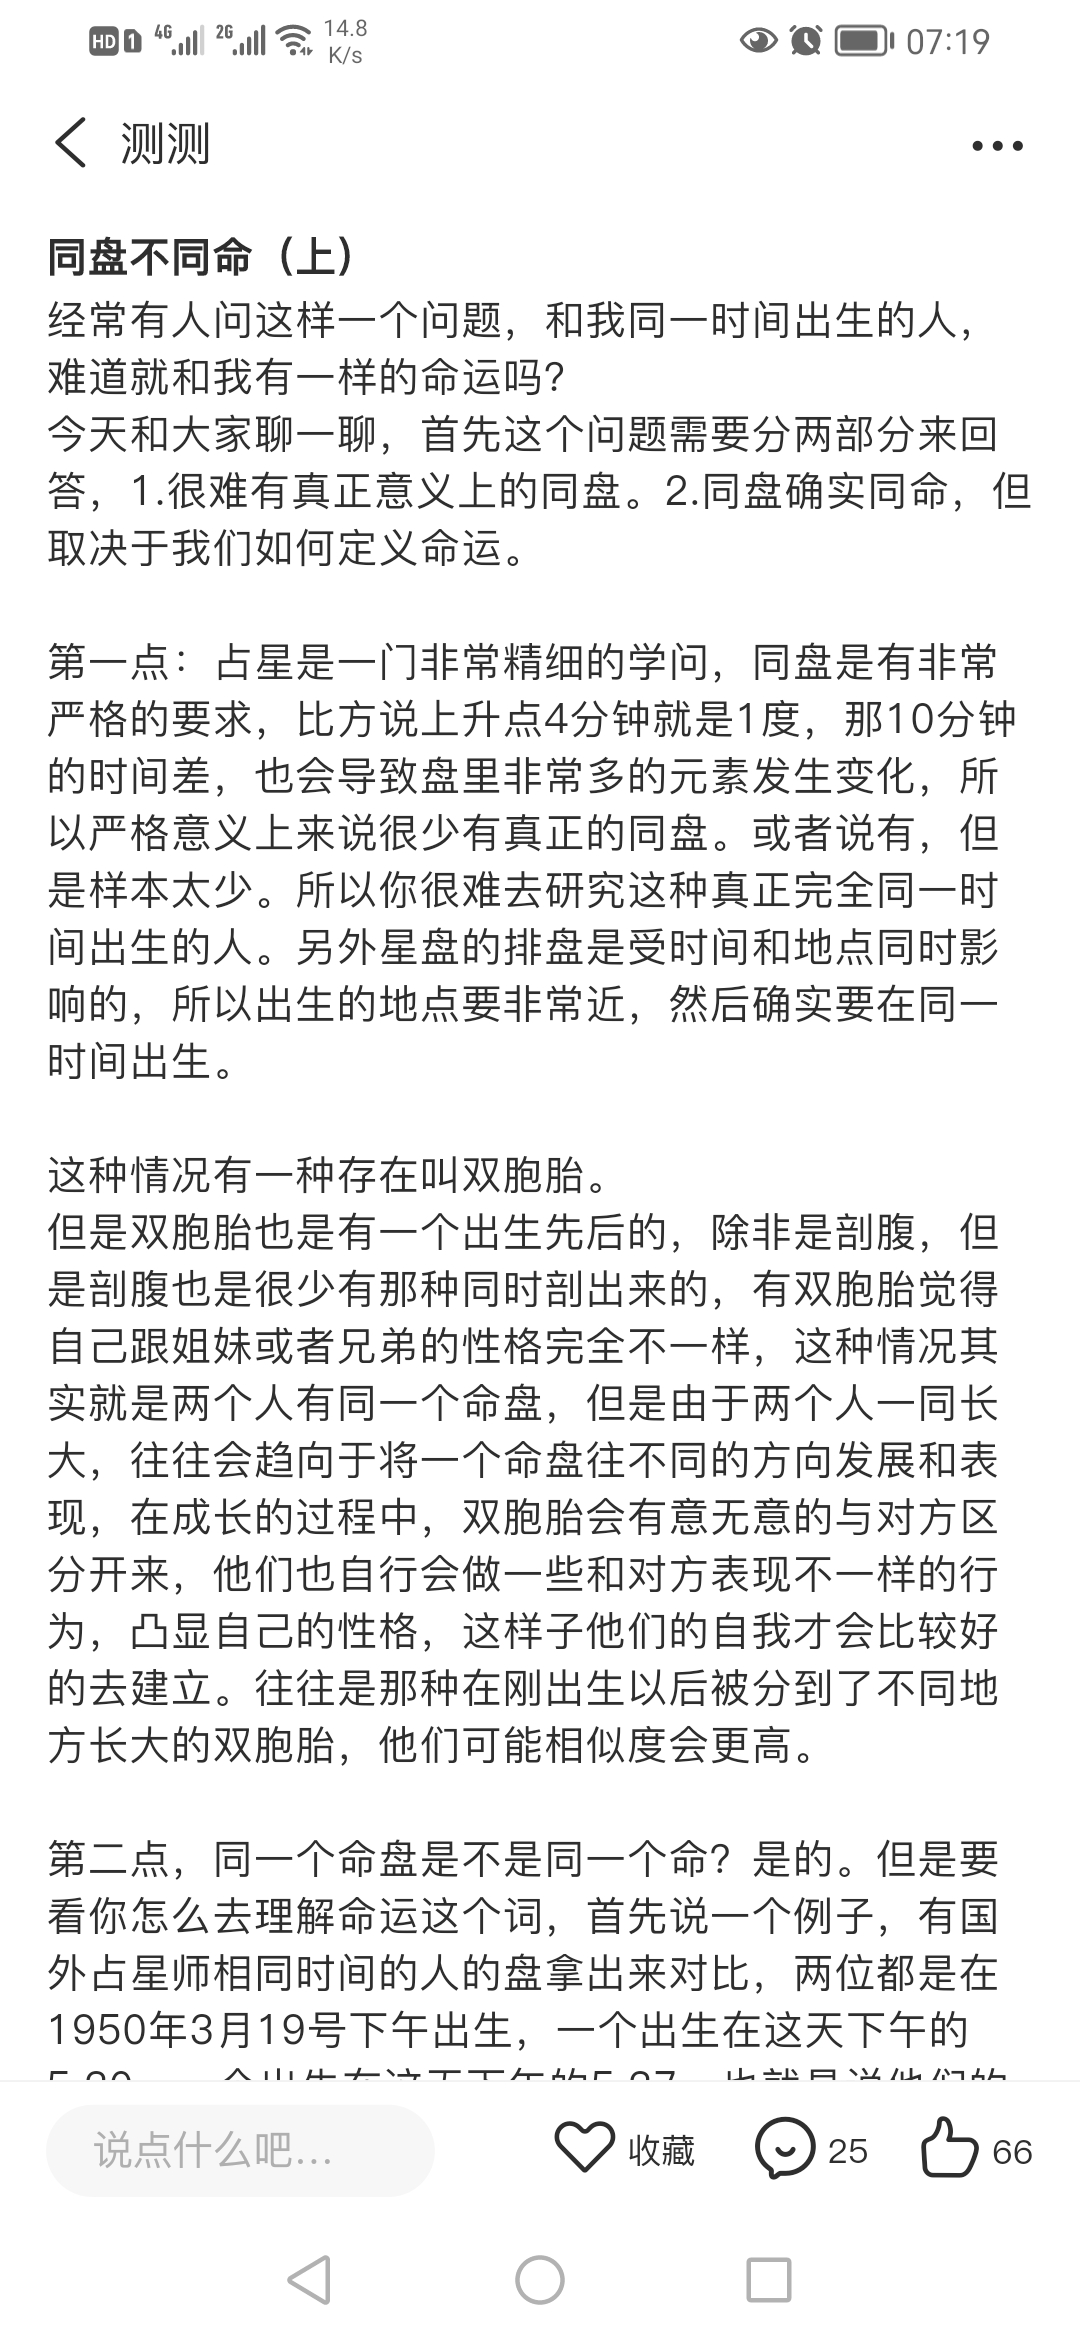 HD 1 4G 2G 14.8 K/s 07:19
测测
同盘不同命（上）
经常有人问这样一个问题，和我同一时间出生的人，
难道就和我有一样的命运吗？
今天和大家聊一聊，首先这个问题需要分两部分来回
答，1.很难有真正意义上的同盘。2.同盘确实同命，但
取决于我们如何定义命运。
第一点：占星是一门非常精细的学问，同盘是有非常
严格的要求，比方说上升点4分钟就是1度，那10分钟
的时间差，也会导致盘里非常多的元素发生变化，所
以严格意义上来说很少有真正的同盘。或者说有，但
是样本太少。所以你很难去研究这种真正完全同一时
间出生的人。另外星盘的排盘是受时间和地点同时影
响的，所以出生的地点要非常近，然后确实要在同一
时间出生。
这种情况有一种存在叫双胞胎。
但是双胞胎也是有一个出生先后的，除非是剖腹，但
是剖腹也是很少有那种同时剖出来的，有双胞胎觉得
自己跟姐妹或者兄弟的性格完全不一样，这种情况其
实就是两个人有同一个命盘，但是由于两个人一同长
大，往往会趋向于将一个命盘往不同的方向发展和表
现，在成长的过程中，双胞胎会有意无意的与对方区
分开来，他们也自行会做一些和对方表现不一样的行
为，凸显自己的性格，这样子他们的自我才会比较好
的去建立。往往是那种在刚出生以后被分到了不同地
方长大的双胞胎，他们可能相似度会更高。
第二点，同一个命盘是不是同一个命？是的。但是要
看你怎么去理解命运这个词，首先说一个例子，有国
外占星师相同时间的人的盘拿出来对比，两位都是在
1950年3月19号下午出生，一个出生在这天下午的
一个出生在这天下午的 也就是说他们的
说点什么吧...
收藏
25
66